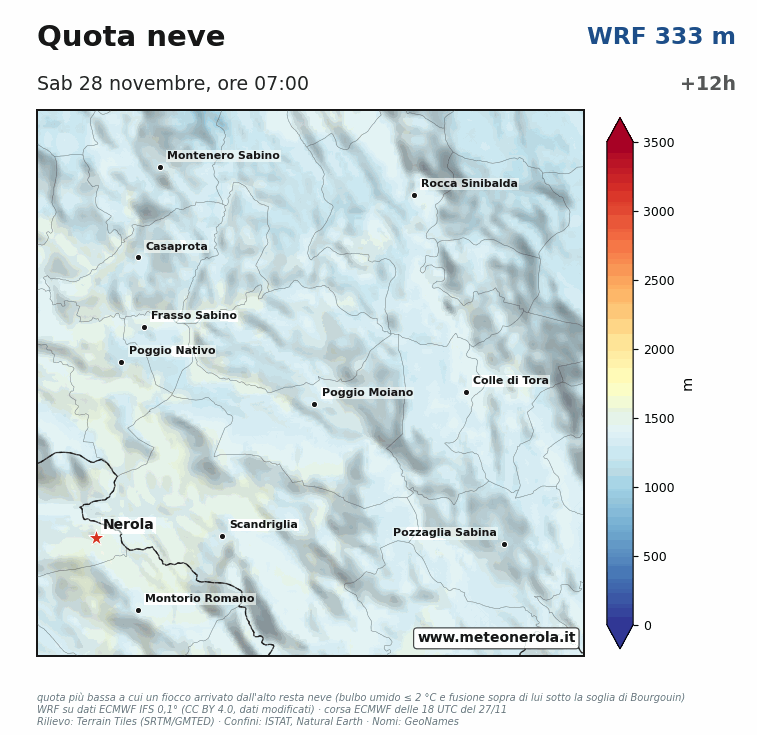 Quota neve
WRF 333 m
Sab 28 novembre, ore 07:00
+12h
Montenero Sabino
Rocca Sinibalda
Casaprota
Frasso Sabino
Poggio Nativo
Colle di Tora
Poggio Moiano
Nerola
Scandriglia
Pozzaglia Sabina
Montorio Romano
www.meteonerola.it
3500
3000
2500
2000
1500
1000
500
0
m
quota più bassa a cui un fiocco arrivato dall'alto resta neve (bulbo umido ≤ 2 °C e fusione sopra di lui sotto la soglia di Bourgouin)
WRF su dati ECMWF IFS 0,1° (CC BY 4.0, dati modificati) · corsa ECMWF delle 18 UTC del 27/11
Rilievo: Terrain Tiles (SRTM/GMTED) · Confini: ISTAT, Natural Earth · Nomi: GeoNames